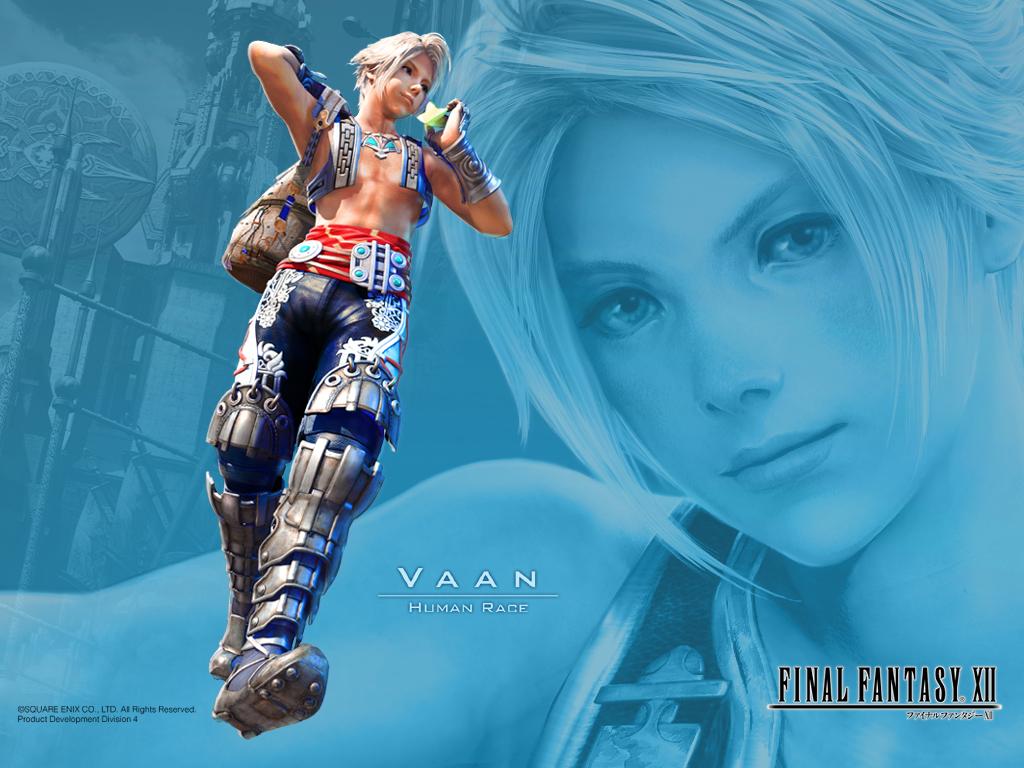 VAAN
HUMAN RACE
FINAL FANTASY® XII
ファイナルファンタジーXII
©SQUARE ENIX CO., LTD. All Rights Reserved.
Product Development Division 4